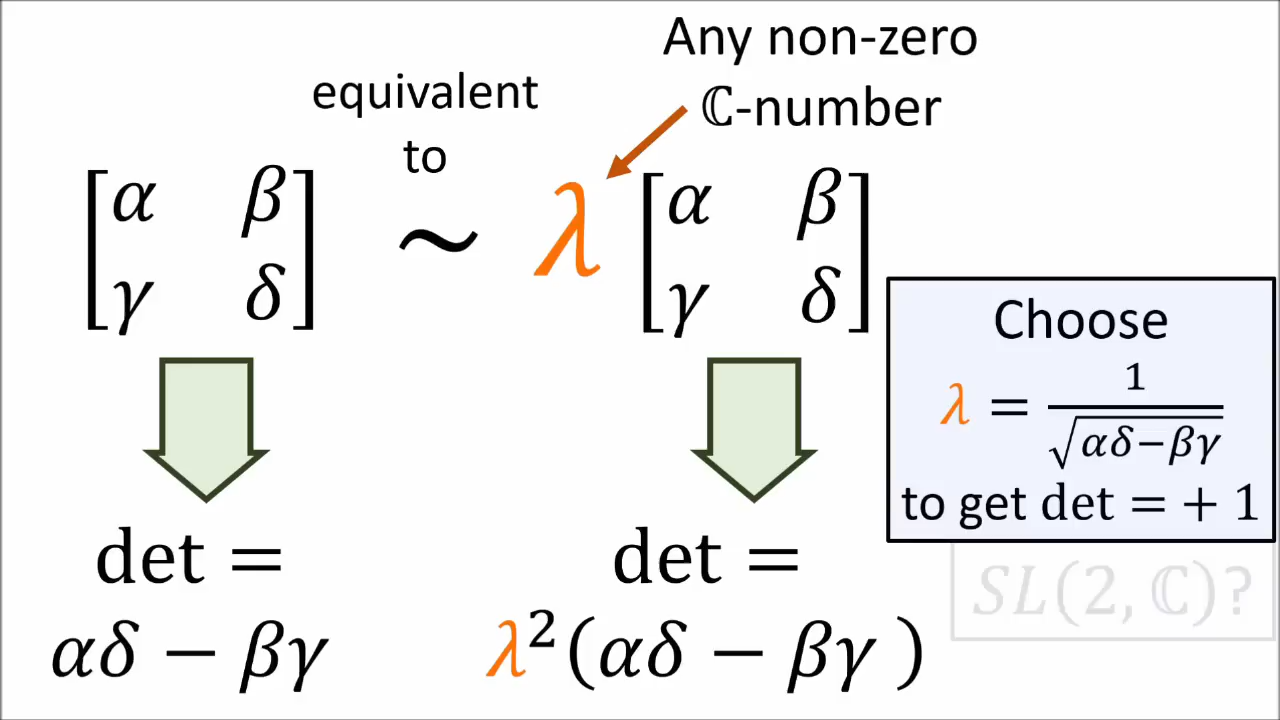 Any non-zero
ℂ-number
equivalent
to
[α β
γ δ] ~ λ [α β
γ δ]
Choose
λ = 1/√(αδ−βγ)
to get det = + 1
SL(2, ℂ)?
det =
αδ − βγ
det =
λ²(αδ − βγ )